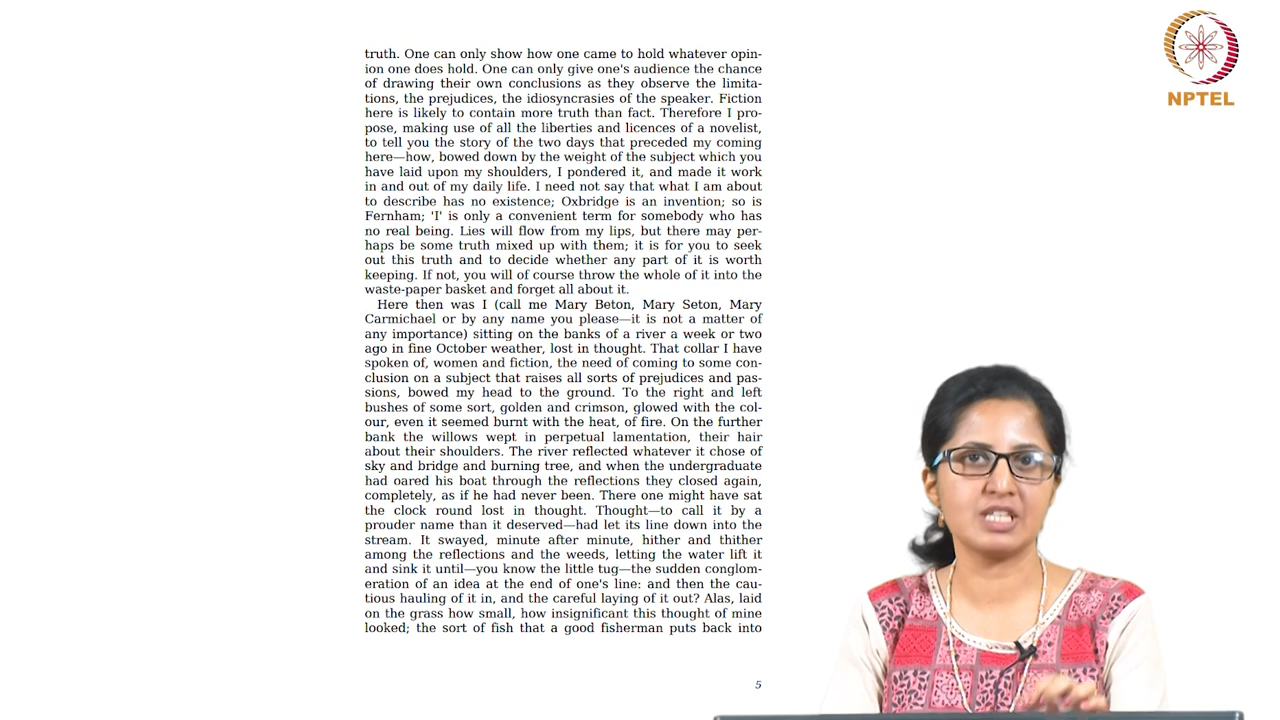 truth. One can only show how one came to hold whatever opin-
ion one does hold. One can only give one's audience the chance
of drawing their own conclusions as they observe the limita-
tions, the prejudices, the idiosyncrasies of the speaker. Fiction
here is likely to contain more truth than fact. Therefore I pro-
pose, making use of all the liberties and licences of a novelist,
to tell you the story of the two days that preceded my coming
here—how, bowed down by the weight of the subject which you
have laid upon my shoulders, I pondered it, and made it work
in and out of my daily life. I need not say that what I am about
to describe has no existence; Oxbridge is an invention; so is
Fernham; 'I' is only a convenient term for somebody who has
no real being. Lies will flow from my lips, but there may per-
haps be some truth mixed up with them; it is for you to seek
out this truth and to decide whether any part of it is worth
keeping. If not, you will of course throw the whole of it into the
waste-paper basket and forget all about it.
Here then was I (call me Mary Beton, Mary Seton, Mary
Carmichael or by any name you please—it is not a matter of
any importance) sitting on the banks of a river a week or two
ago in fine October weather, lost in thought. That collar I have
spoken of, women and fiction, the need of coming to some con-
clusion on a subject that raises all sorts of prejudices and pas-
sions, bowed my head to the ground. To the right and left
bushes of some sort, golden and crimson, glowed with the col-
our, even it seemed burnt with the heat, of fire. On the further
bank the willows wept in perpetual lamentation, their hair
about their shoulders. The river reflected whatever it chose of
sky and bridge and burning tree, and when the undergraduate
had oared his boat through the reflections they closed again,
completely, as if he had never been. There one might have sat
the clock round lost in thought. Thought—to call it by a
prouder name than it deserved—had let its line down into the
stream. It swayed, minute after minute, hither and thither
among the reflections and the weeds, letting the water lift it
and sink it until—you know the little tug—the sudden conglom-
eration of an idea at the end of one's line: and then the cau-
tious hauling of it in, and the careful laying of it out? Alas, laid
on the grass how small, how insignificant this thought of mine
looked; the sort of fish that a good fisherman puts back into
5
NPTEL